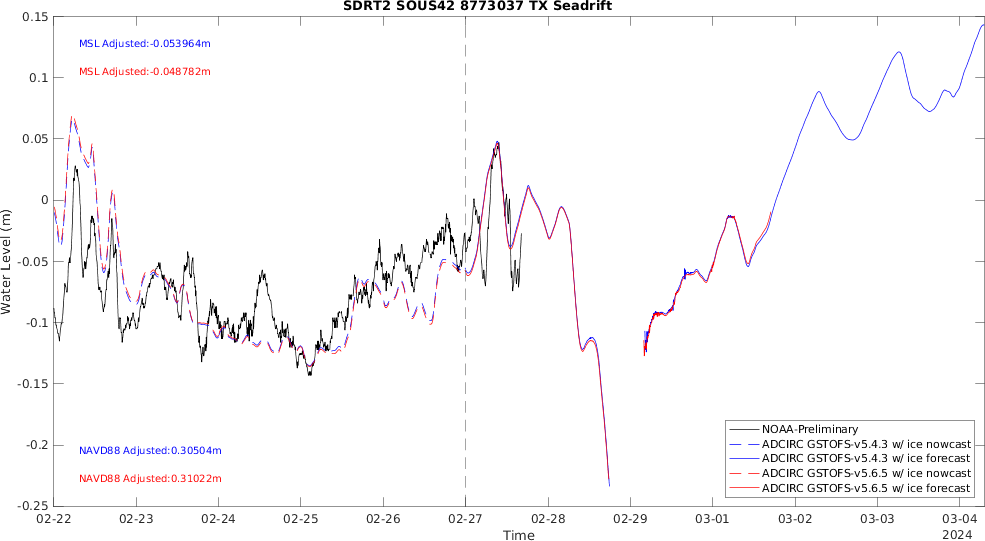 SDRT2 SOUS42 8773037 TX Seadrift
0.15
0.1
0.05
0
-0.05
-0.1
-0.15
-0.2
-0.25
Water Level (m)
MSL Adjusted:-0.053964m
MSL Adjusted:-0.048782m
NAVD88 Adjusted:0.30504m
NAVD88 Adjusted:0.31022m
NOAA-Preliminary
ADCIRC GSTOFS-v5.4.3 w/ ice nowcast
ADCIRC GSTOFS-v5.4.3 w/ ice forecast
ADCIRC GSTOFS-v5.6.5 w/ ice nowcast
ADCIRC GSTOFS-v5.6.5 w/ ice forecast
02-22 02-23 02-24 02-25 02-26 02-27 02-28 02-29 03-01 03-02 03-03 03-04
Time
2024